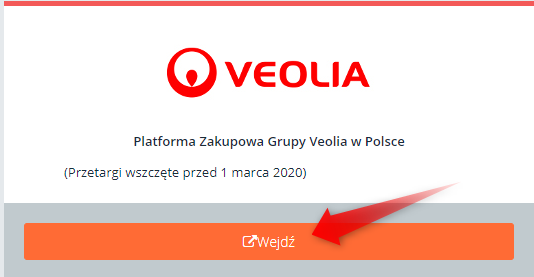 VEOLIA
Platforma Zakupowa Grupy Veolia w Polsce
(Przetargi wszczęte przed 1 marca 2020)
Wejdź